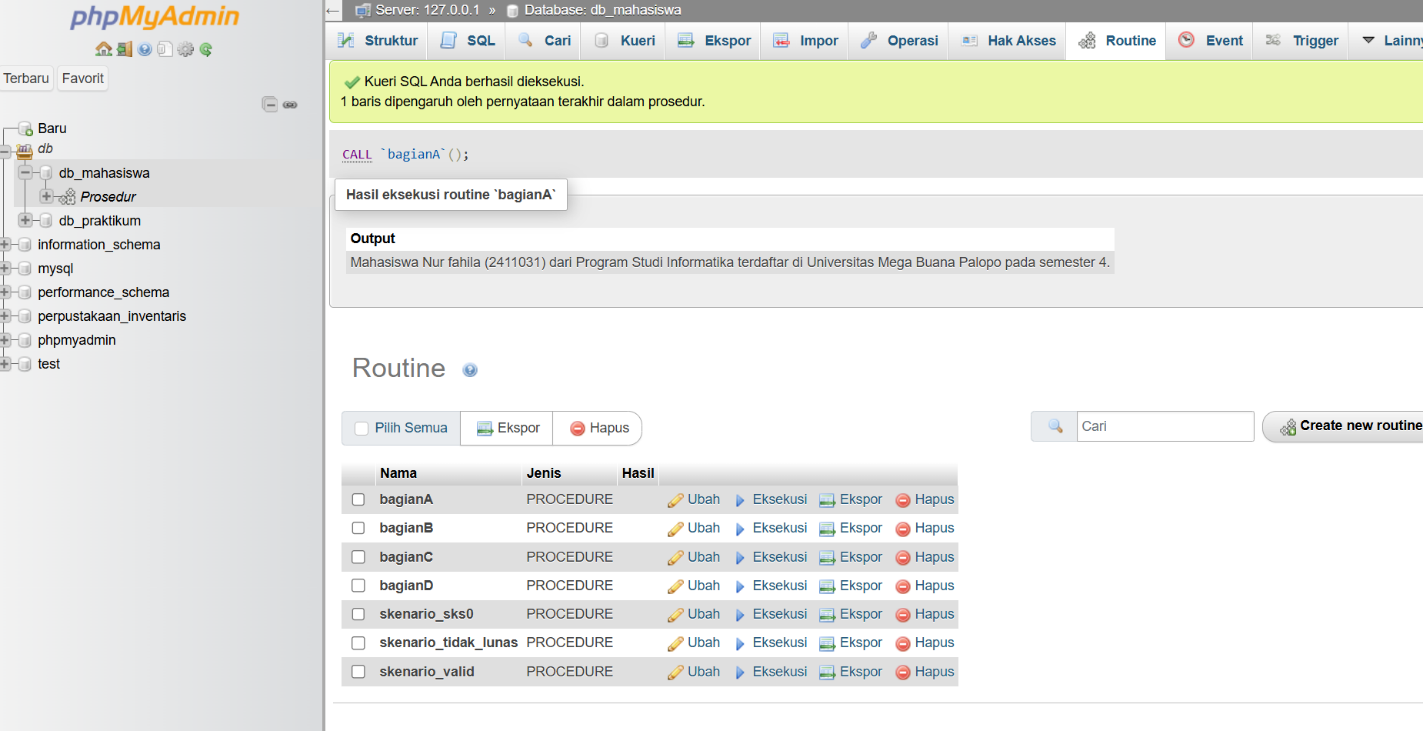 phpMyAdmin
Terbaru Favorit
Baru
db
db_mahasiswa
Prosedur
db_praktikum
information_schema
mysql
performance_schema
perpustakaan_inventaris
phpmyadmin
test
Server: 127.0.0.1 » Database: db_mahasiswa
Struktur SQL Cari Kueri Ekspor Impor Operasi Hak Akses Routine Event Trigger Lainny
Kueri SQL Anda berhasil dieksekusi.
1 baris dipengaruh oleh pernyataan terakhir dalam prosedur.
CALL `bagianA`();
Hasil eksekusi routine `bagianA`
Output
Mahasiswa Nur fahila (2411031) dari Program Studi Informatika terdaftar di Universitas Mega Buana Palopo pada semester 4.
Routine
Pilih Semua Ekspor Hapus Cari Create new routine
Nama Jenis Hasil
bagianA PROCEDURE Ubah Eksekusi Ekspor Hapus
bagianB PROCEDURE Ubah Eksekusi Ekspor Hapus
bagianC PROCEDURE Ubah Eksekusi Ekspor Hapus
bagianD PROCEDURE Ubah Eksekusi Ekspor Hapus
skenario_sks0 PROCEDURE Ubah Eksekusi Ekspor Hapus
skenario_tidak_lunas PROCEDURE Ubah Eksekusi Ekspor Hapus
skenario_valid PROCEDURE Ubah Eksekusi Ekspor Hapus